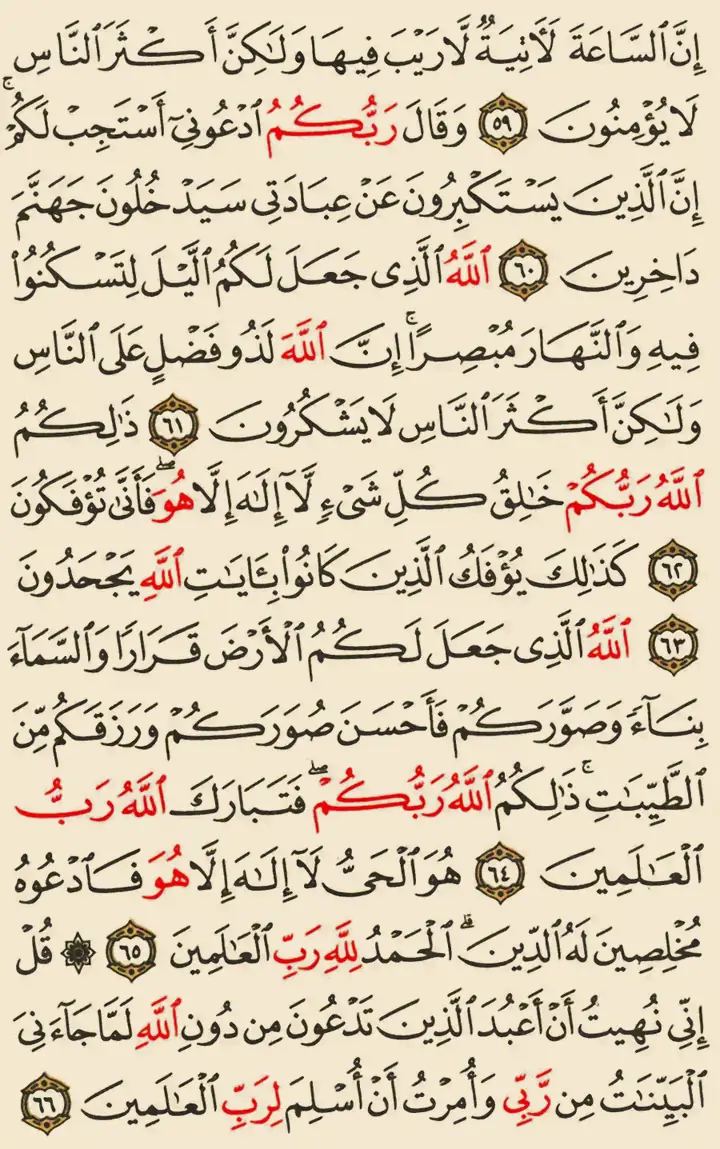 إِنَّ ٱلسَّاعَةَ لَـَٔاتِيَةٌ لَّا رَيْبَ فِيهَا وَلَـٰكِنَّ أَكْثَرَ ٱلنَّاسِ
لَا يُؤْمِنُونَ ٥٩ وَقَالَ رَبُّكُمُ ٱدْعُونِىٓ أَسْتَجِبْ لَكُمْ ۚ
إِنَّ ٱلَّذِينَ يَسْتَكْبِرُونَ عَنْ عِبَادَتِى سَيَدْخُلُونَ جَهَنَّمَ
دَاخِرِينَ ٦٠ ٱللَّهُ ٱلَّذِى جَعَلَ لَكُمُ ٱلَّيْلَ لِتَسْكُنُوا۟
فِيهِ وَٱلنَّهَارَ مُبْصِرًا ۚ إِنَّ ٱللَّهَ لَذُو فَضْلٍ عَلَى ٱلنَّاسِ
وَلَـٰكِنَّ أَكْثَرَ ٱلنَّاسِ لَا يَشْكُرُونَ ٦١ ذَٰلِكُمُ
ٱللَّهُ رَبُّكُمْ خَـٰلِقُ كُلِّ شَىْءٍ لَّآ إِلَـٰهَ إِلَّا هُوَ ۖ فَأَنَّىٰ تُؤْفَكُونَ
٦٢ كَذَٰلِكَ يُؤْفَكُ ٱلَّذِينَ كَانُوا۟ بِـَٔايَـٰتِ ٱللَّهِ يَجْحَدُونَ
٦٣ ٱللَّهُ ٱلَّذِى جَعَلَ لَكُمُ ٱلْأَرْضَ قَرَارًا وَٱلسَّمَآءَ
بِنَآءً وَصَوَّرَكُمْ فَأَحْسَنَ صُوَرَكُمْ وَرَزَقَكُم مِّنَ
ٱلطَّيِّبَـٰتِ ۚ ذَٰلِكُمُ ٱللَّهُ رَبُّكُمْ ۖ فَتَبَارَكَ ٱللَّهُ رَبُّ
ٱلْعَـٰلَمِينَ ٦٤ هُوَ ٱلْحَىُّ لَآ إِلَـٰهَ إِلَّا هُوَ فَٱدْعُوهُ
مُخْلِصِينَ لَهُ ٱلدِّينَ ۗ ٱلْحَمْدُ لِلَّهِ رَبِّ ٱلْعَـٰلَمِينَ ٦٥ ۞ قُلْ
إِنِّى نُهِيتُ أَنْ أَعْبُدَ ٱلَّذِينَ تَدْعُونَ مِن دُونِ ٱللَّهِ لَمَّا جَآءَنِىَ
ٱلْبَيِّنَـٰتُ مِن رَّبِّى وَأُمِرْتُ أَنْ أُسْلِمَ لِرَبِّ ٱلْعَـٰلَمِينَ ٦٦